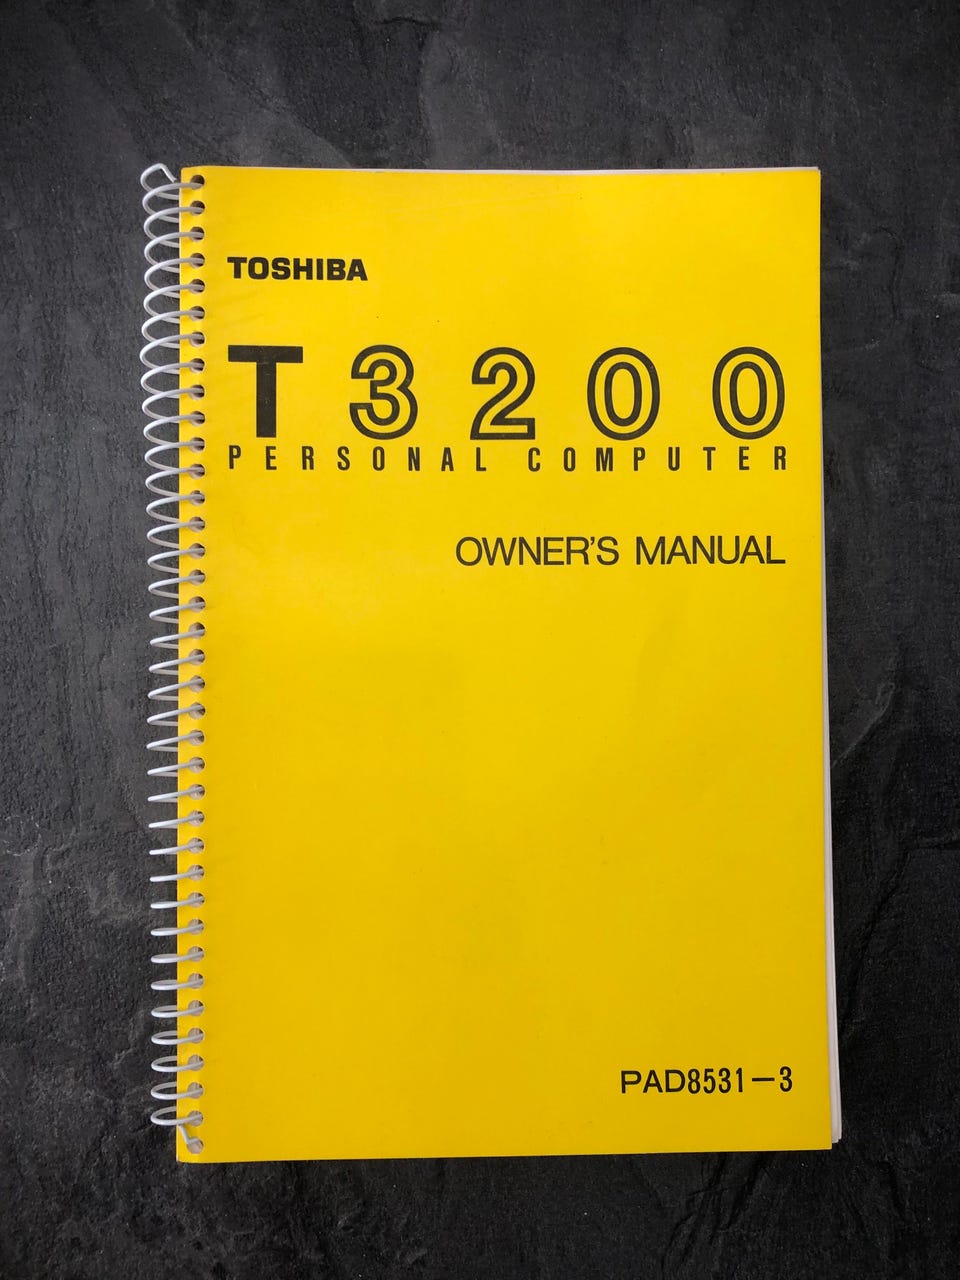 TOSHIBA
T3200
PERSONAL COMPUTER
OWNER'S MANUAL
PAD8531-3